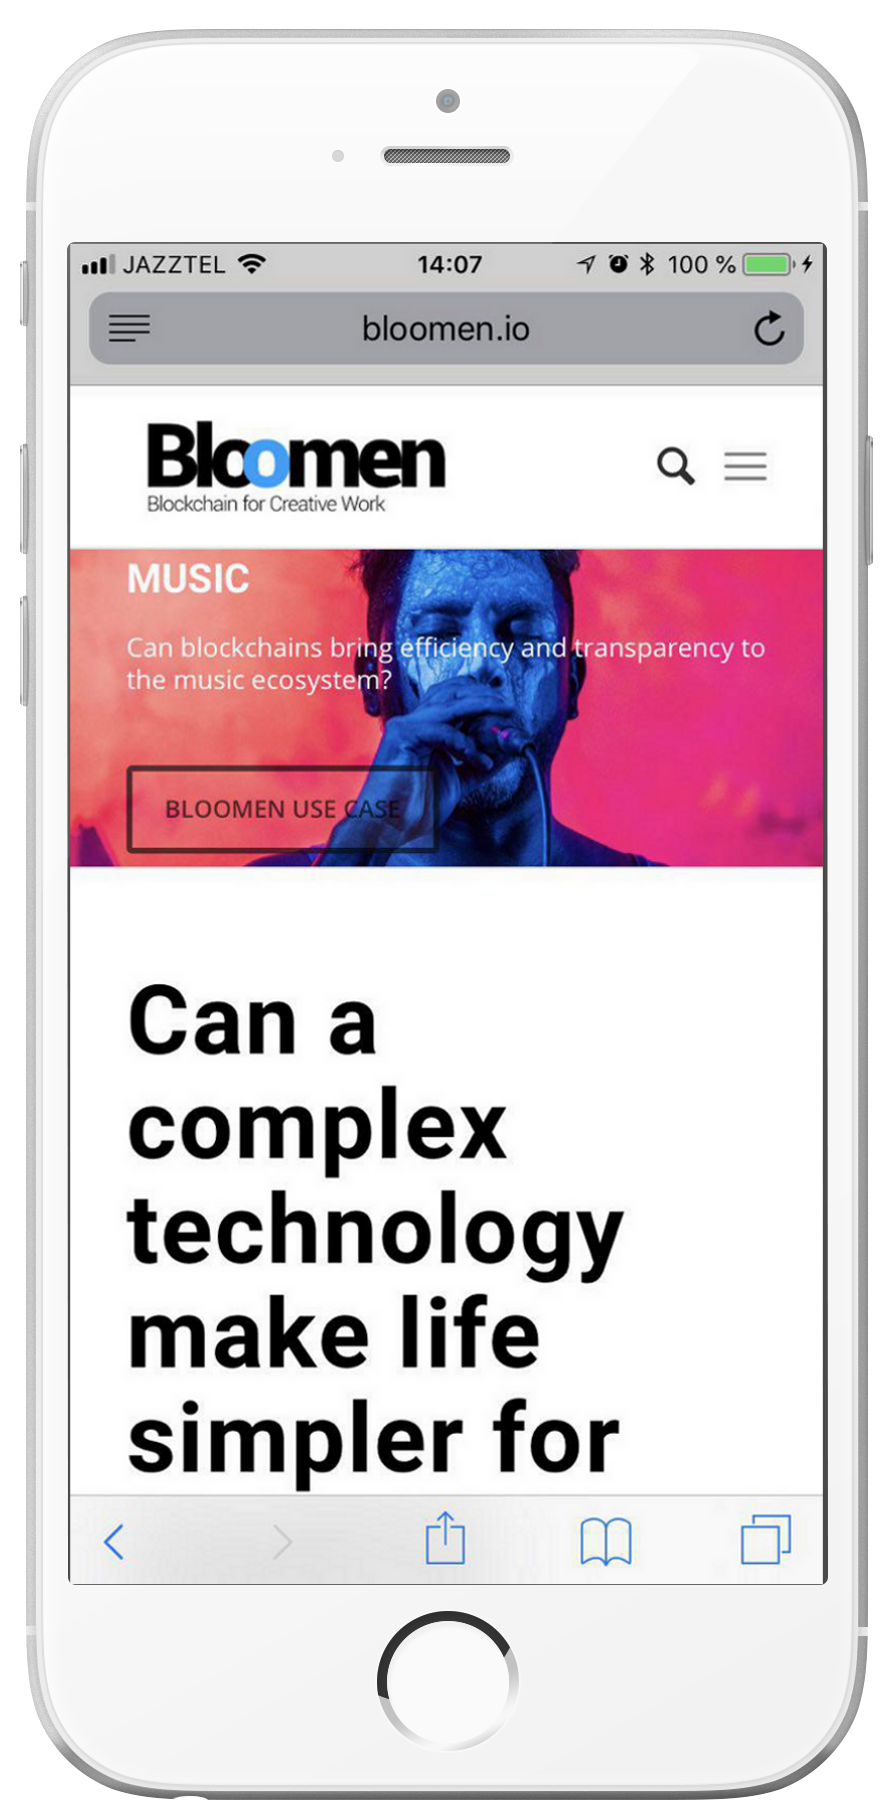 JAZZTEL 14:07 100 %
bloomen.io
Bloomen
Blockchain for Creative Work
MUSIC
Can blockchains bring efficiency and transparency to
the music ecosystem?
BLOOMEN USE CASE
Can a
complex
technology
make life
simpler for